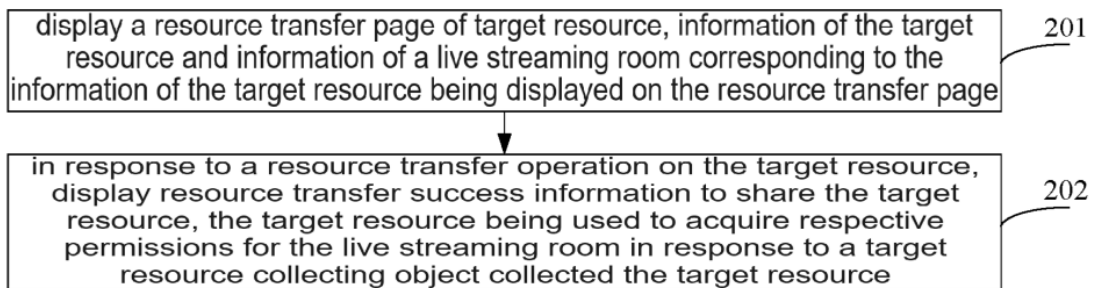 display a resource transfer page of target resource, information of the target
resource and information of a live streaming room corresponding to the
information of the target resource being displayed on the resource transfer page
201
in response to a resource transfer operation on the target resource,
display resource transfer success information to share the target
resource, the target resource being used to acquire respective
permissions for the live streaming room in response to a target
resource collecting object collected the target resource
202